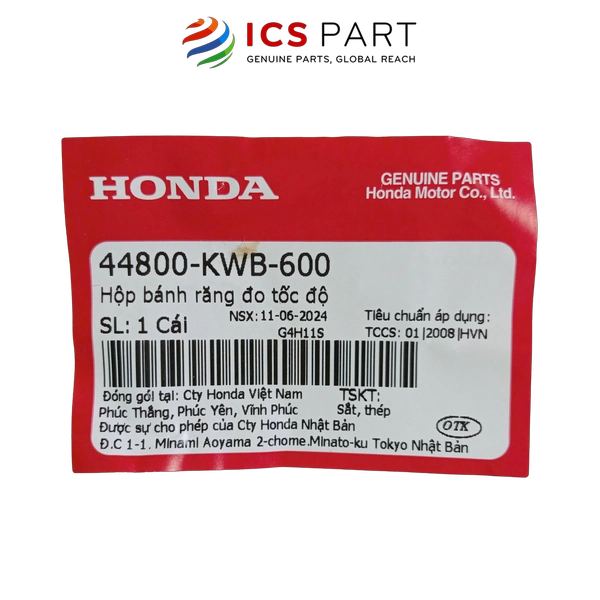 ICS PART
GENUINE PARTS, GLOBAL REACH
HONDA
GENUINE PARTS
Honda Motor Co., Ltd.
44800-KWB-600
Hộp bánh răng đo tốc độ
SL: 1 Cái
NSX: 11-06-2024
G4H11S
Tiêu chuẩn áp dụng:
TCCS: 01|2008|HVN
Đóng gói tại: Cty Honda Việt Nam
Phúc Thắng, Phúc Yên, Vĩnh Phúc
TSKT:
Sắt, thép
Được sự cho phép của Cty Honda Nhật Bản
Đ.C 1-1. Minami Aoyama 2-chome.Minato-ku Tokyo Nhật Bản
OTK